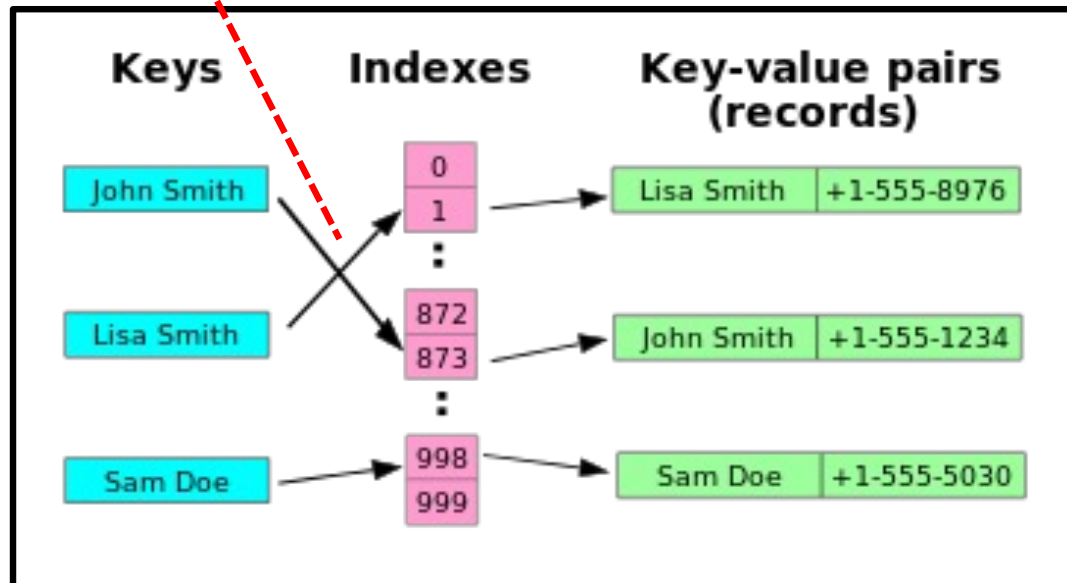 Keys
Indexes
Key-value pairs
(records)
John Smith
Lisa Smith
Sam Doe
0
1
:
872
873
:
998
999
Lisa Smith +1-555-8976
John Smith +1-555-1234
Sam Doe +1-555-5030